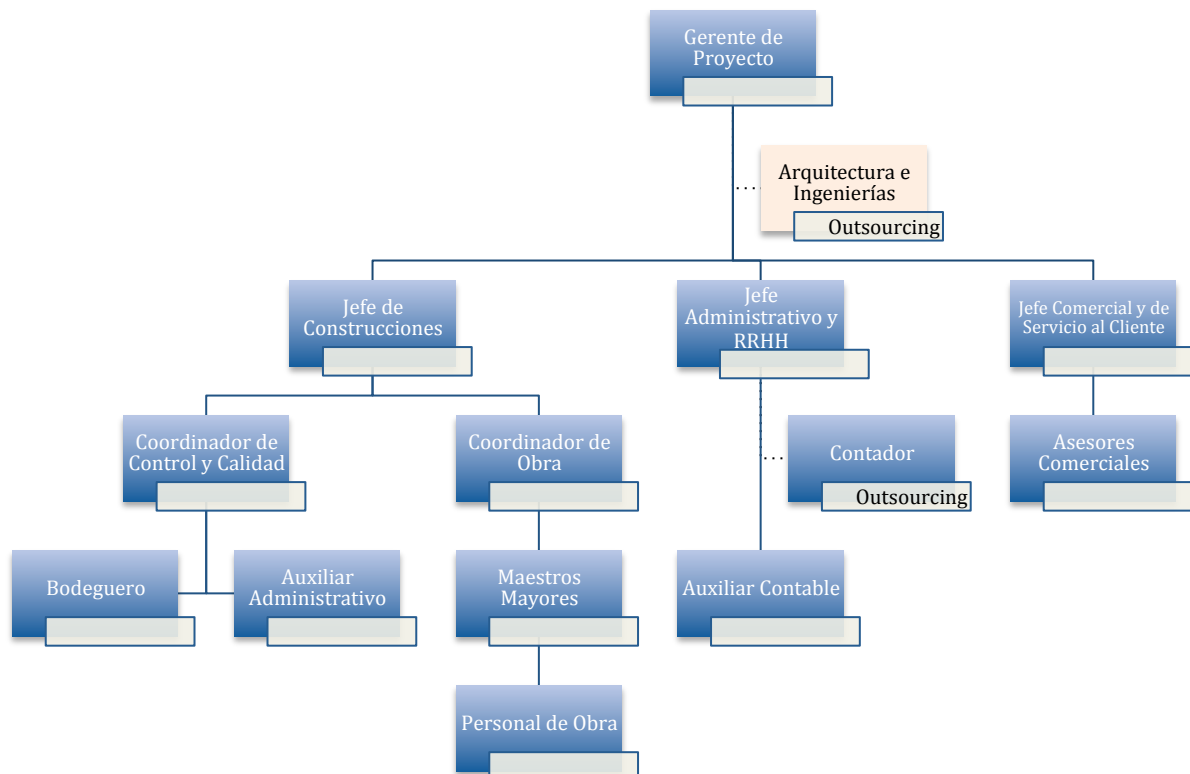 Gerente de
Proyecto
Arquitectura e
Ingenierías
Outsourcing
Jefe de
Construcciones
Jefe
Administrativo y
RRHH
Jefe Comercial y de
Servicio al Cliente
Coordinador de
Control y Calidad
Coordinador de
Obra
Contador
Outsourcing
Asesores
Comerciales
Bodeguero
Auxiliar
Administrativo
Maestros
Mayores
Auxiliar Contable
Personal de Obra